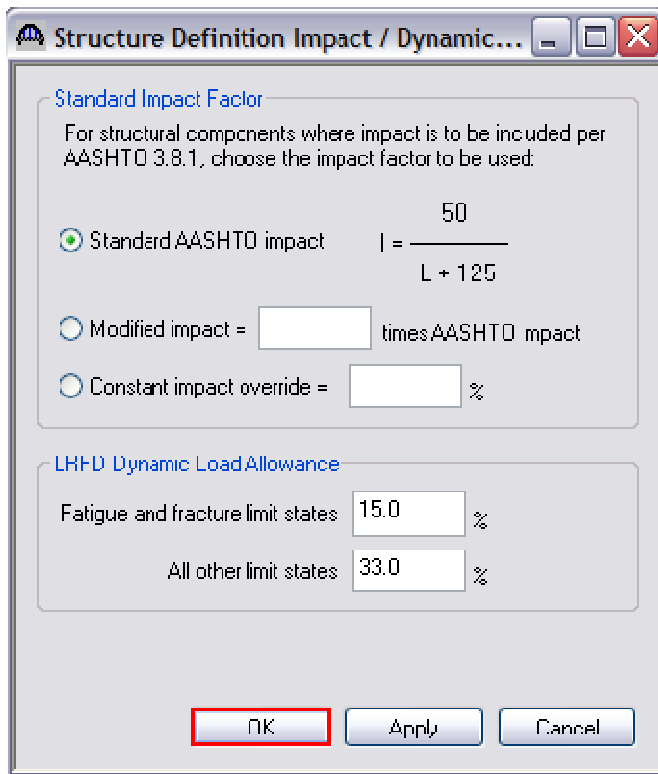 Structure Definition Impact / Dynamic...
Standard Impact Factor
For structural components where impact is to be included per
AASHTO 3.8.1, choose the impact factor to be used:
Standard AASHTO impact I = 50 / L + 125
Modified impact = times AASHTO mpact
Constant impact override = %
LRFD Dynamic Load Allowance
Fatigue and fracture limit states 15.0 %
All other limit states 33.0 %
OK Apply Cancel